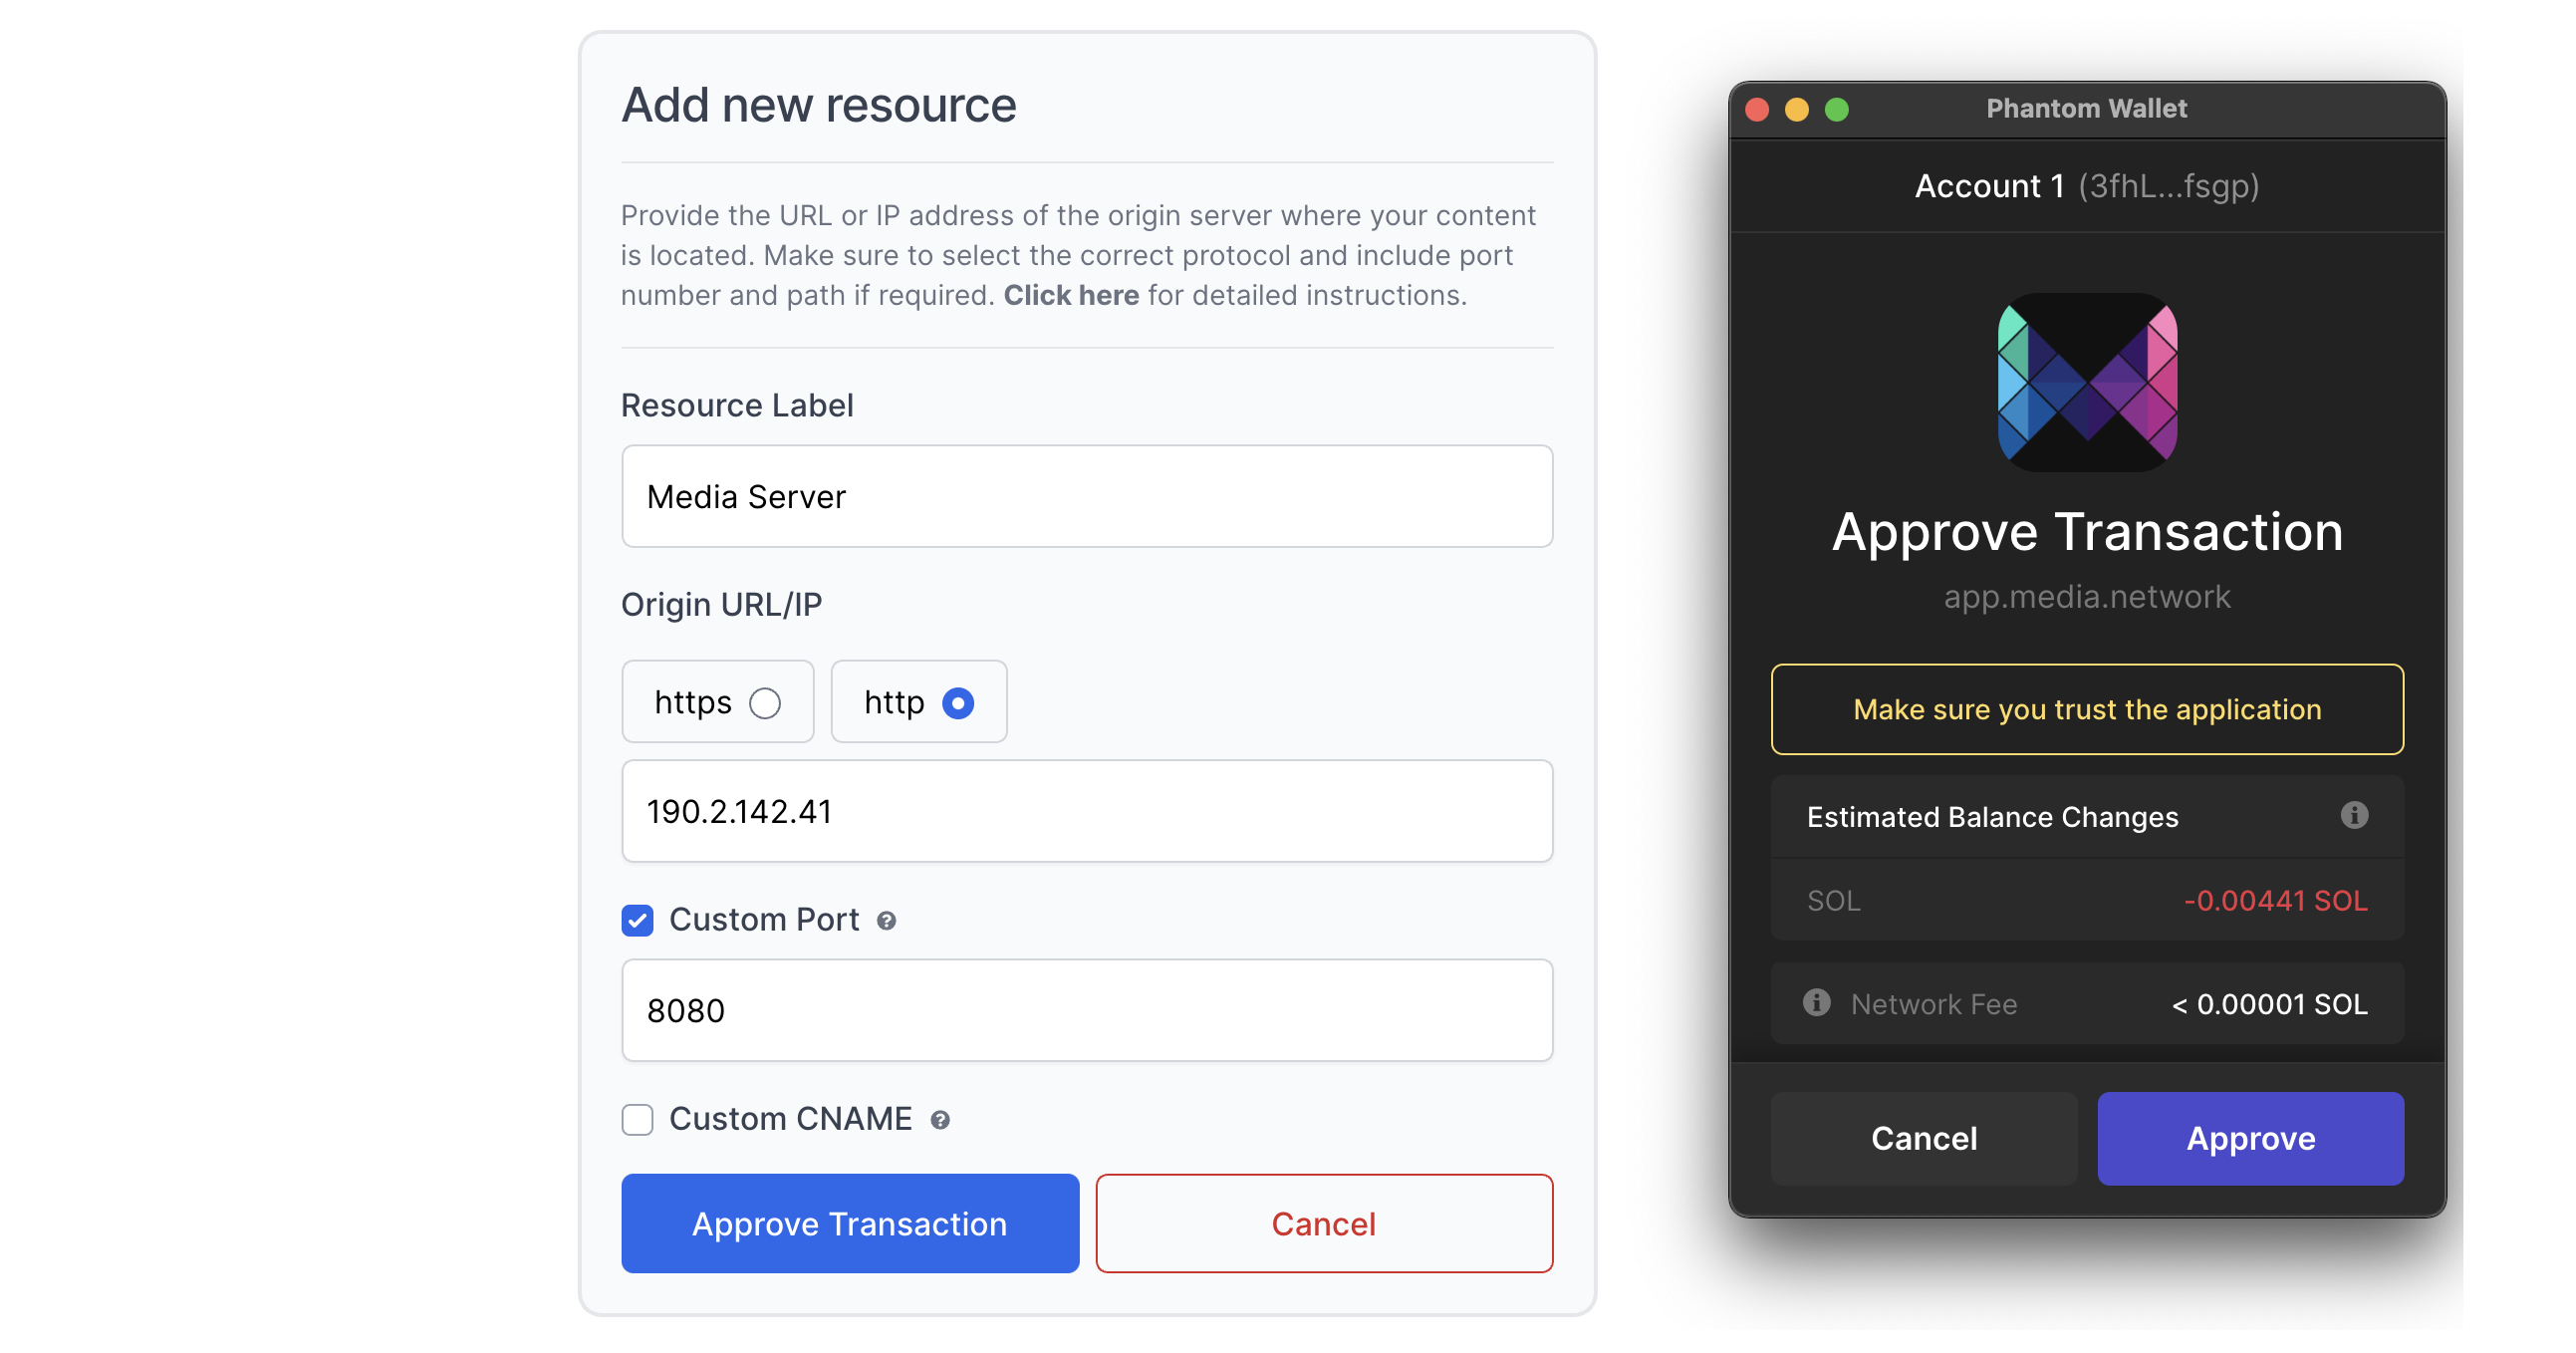 Add new resource
Provide the URL or IP address of the origin server where your content
is located. Make sure to select the correct protocol and include port
number and path if required. Click here for detailed instructions.
Resource Label
Media Server
Origin URL/IP
https
http
190.2.142.41
Custom Port
8080
Custom CNAME
Approve Transaction
Cancel
Phantom Wallet
Account 1 (3fhL...fsgp)
Approve Transaction
app.media.network
Make sure you trust the application
Estimated Balance Changes
SOL -0.00441 SOL
Network Fee < 0.00001 SOL
Cancel
Approve